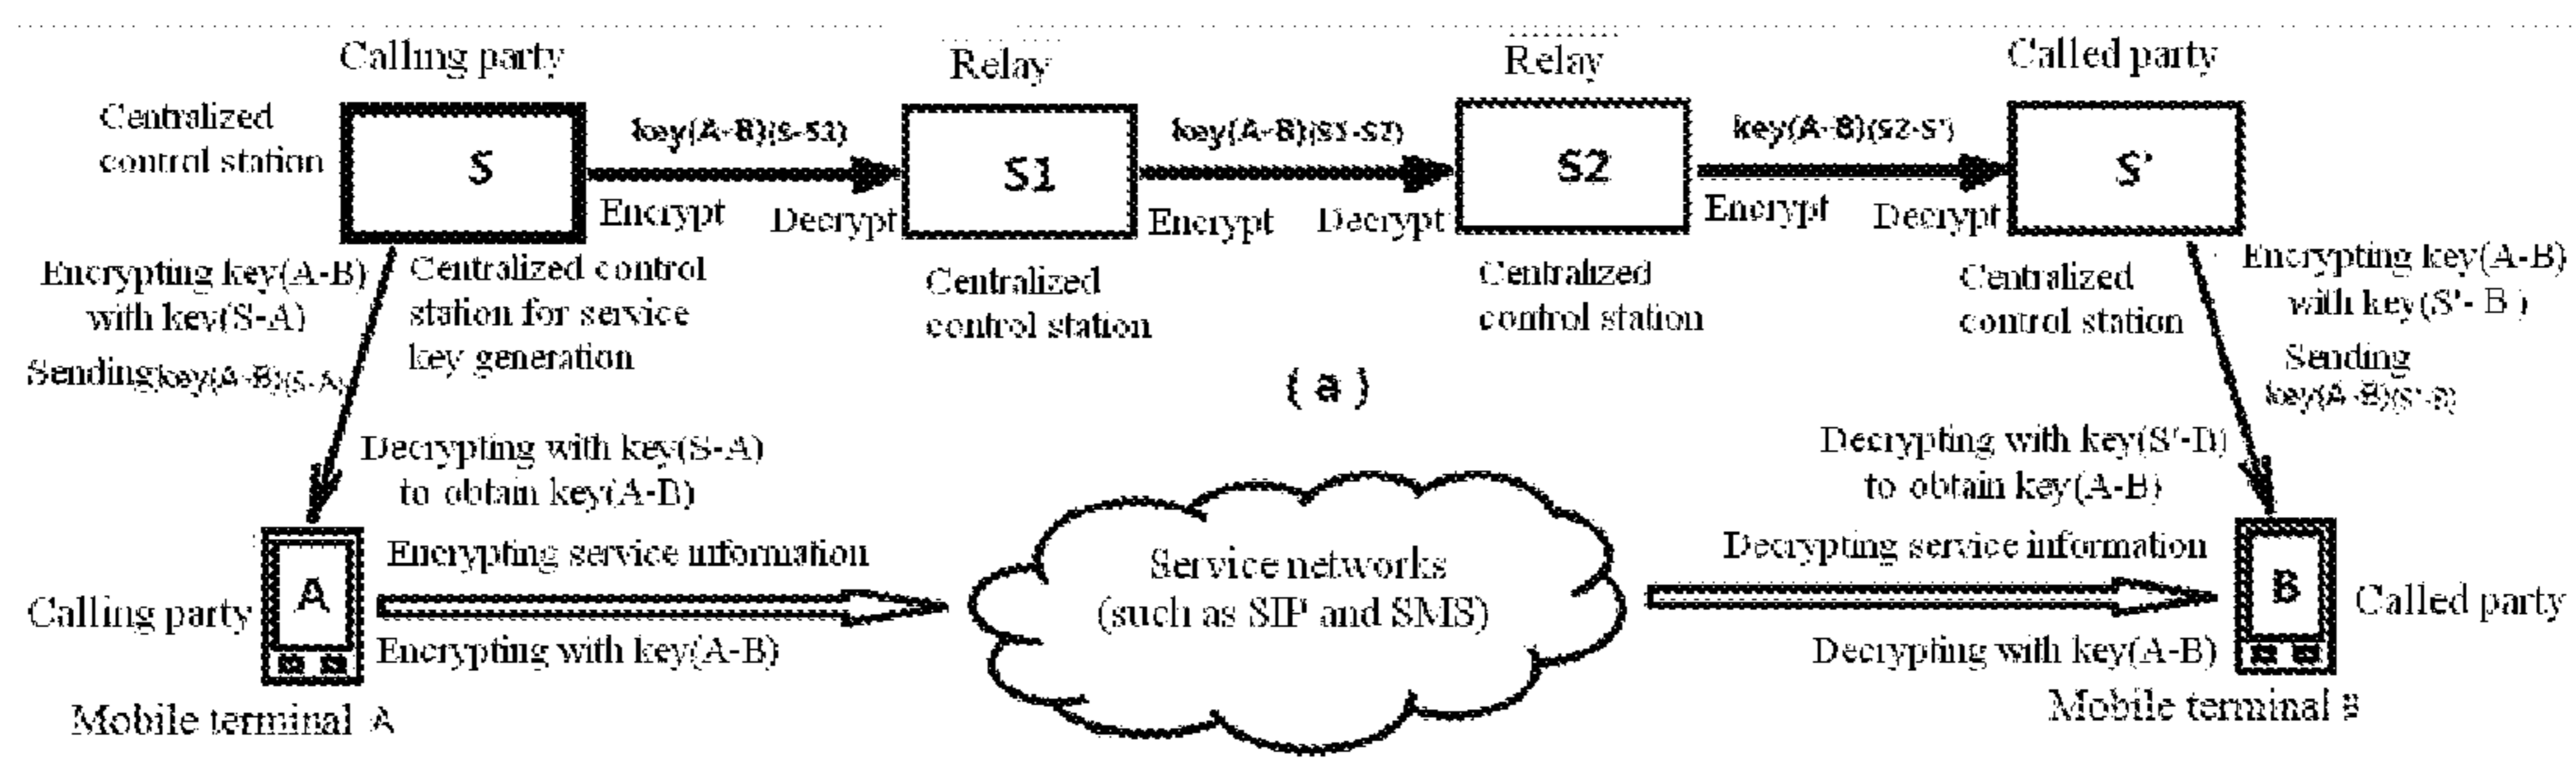 Calling party
Relay
Relay
Called party
Centralized
control station
S
key(A-B)(S-S1)
S1
key(A-B)(S1-S2)
S2
key(A-B)(S2-S')
S'
Encrypt
Decrypt
Encrypt
Decrypt
Encrypt
Decrypt
Encrypting key(A-B)
with key(S-A)
Sending key(A-B)(S-A)
Centralized control
station for service
key generation
Centralized
control station
Centralized
control station
Centralized
control station
Encrypting key(A-B)
with key(S'- B )
Sending
key(A-B)(S'-B)
( a )
Decrypting with key(S-A)
to obtain key(A-B)
Decrypting with key(S'-B)
to obtain key(A-B)
Calling party
A
Encrypting service information
Encrypting with key(A-B)
Service networks
(such as SIP and SMS)
Decrypting service information
Decrypting with key(A-B)
B
Called party
Mobile terminal A
Mobile terminal B